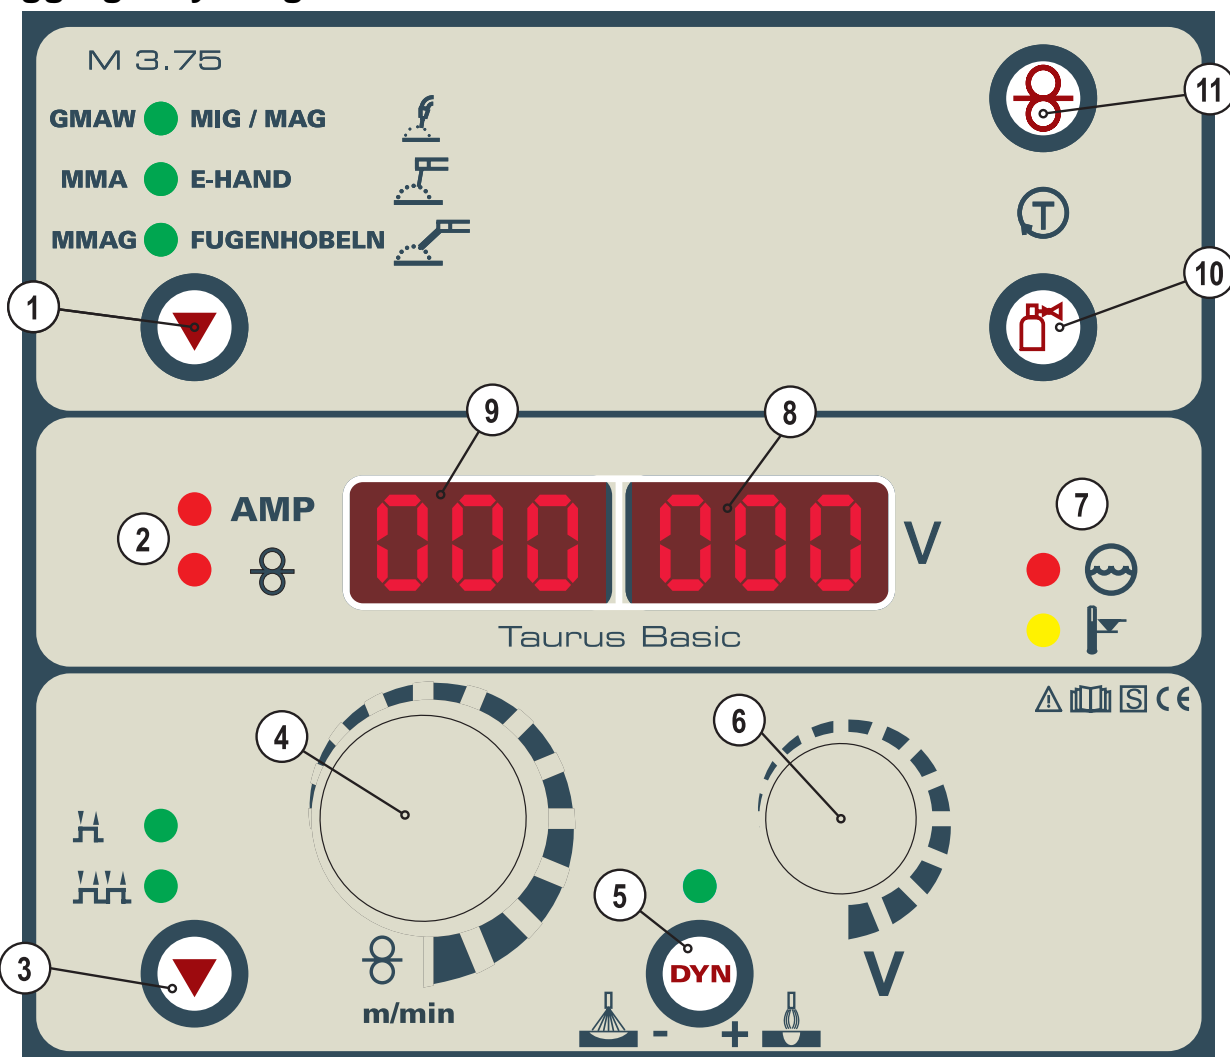 M 3.75
11
GMAW MIG / MAG
MMA E-HAND
T
MMAG FUGENHOBELN
10
1
9
8
2
AMP
000
000
V
7
Taurus Basic
S CE
4
6
5
3
DYN
V
m/min
- +